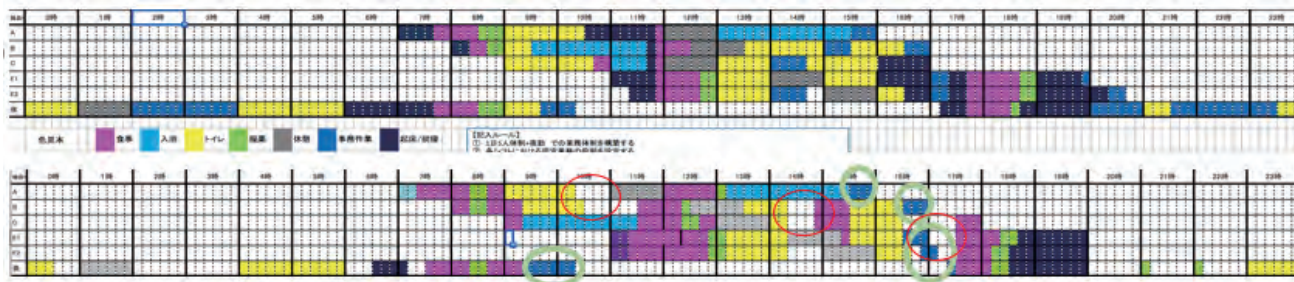 0時 1時 2時 3時 4時 5時 6時 7時 8時 9時 10時 11時 12時 13時 14時 15時 16時 17時 18時 19時 20時 21時 22時 23時
A
B
D
E1
E2
夜
色見本 食事 入浴 トイレ 服薬 休憩 事務作業 起床/就寝
【記入ルール】
① 1日5人体制+夜勤 での業務体制を構築する
0時 1時 2時 3時 4時 5時 6時 7時 8時 9時 10時 11時 12時 13時 14時 15時 16時 17時 18時 19時 20時 21時 22時 23時
A
B
D
E1
E2
夜